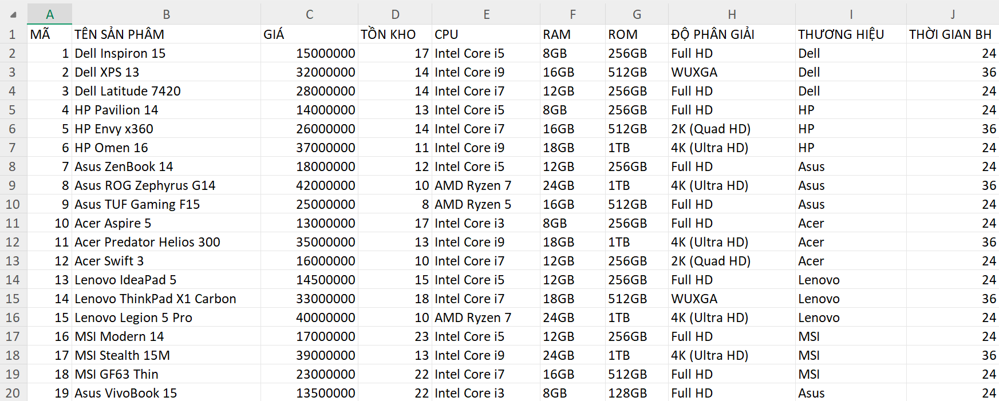 A B C D E F G H I J
1 MÃ TÊN SẢN PHẨM GIÁ TỒN KHO CPU RAM ROM ĐỘ PHÂN GIẢI THƯƠNG HIỆU THỜI GIAN BH
2 1 Dell Inspiron 15 15000000 17 Intel Core i5 8GB 256GB Full HD Dell 24
3 2 Dell XPS 13 32000000 14 Intel Core i9 16GB 512GB WUXGA Dell 36
4 3 Dell Latitude 7420 28000000 14 Intel Core i7 12GB 256GB Full HD Dell 24
5 4 HP Pavilion 14 14000000 13 Intel Core i5 8GB 256GB Full HD HP 24
6 5 HP Envy x360 26000000 14 Intel Core i7 16GB 512GB 2K (Quad HD) HP 36
7 6 HP Omen 16 37000000 11 Intel Core i9 18GB 1TB 4K (Ultra HD) HP 24
8 7 Asus ZenBook 14 18000000 12 Intel Core i5 12GB 256GB Full HD Asus 24
9 8 Asus ROG Zephyrus G14 42000000 10 AMD Ryzen 7 24GB 1TB 4K (Ultra HD) Asus 36
10 9 Asus TUF Gaming F15 25000000 8 AMD Ryzen 5 16GB 512GB Full HD Asus 24
11 10 Acer Aspire 5 13000000 17 Intel Core i3 8GB 256GB Full HD Acer 24
12 11 Acer Predator Helios 300 35000000 13 Intel Core i9 18GB 1TB 4K (Ultra HD) Acer 36
13 12 Acer Swift 3 16000000 10 Intel Core i7 12GB 256GB 2K (Quad HD) Acer 24
14 13 Lenovo IdeaPad 5 14500000 15 Intel Core i5 12GB 256GB Full HD Lenovo 24
15 14 Lenovo ThinkPad X1 Carbon 33000000 18 Intel Core i7 18GB 512GB WUXGA Lenovo 36
16 15 Lenovo Legion 5 Pro 40000000 10 AMD Ryzen 7 24GB 1TB 4K (Ultra HD) Lenovo 24
17 16 MSI Modern 14 17000000 23 Intel Core i5 12GB 256GB Full HD MSI 24
18 17 MSI Stealth 15M 39000000 13 Intel Core i9 24GB 1TB 4K (Ultra HD) MSI 36
19 18 MSI GF63 Thin 23000000 22 Intel Core i7 16GB 512GB Full HD MSI 24
20 19 Asus VivoBook 15 13500000 22 Intel Core i3 8GB 128GB Full HD Asus 24